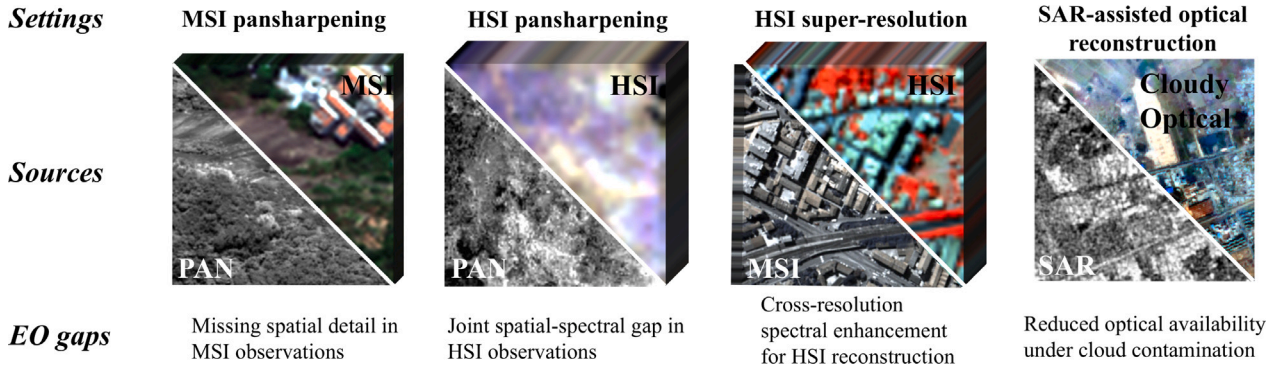 Settings
MSI pansharpening
HSI pansharpening
HSI super-resolution
SAR-assisted optical
reconstruction
Sources
MSI
PAN
HSI
PAN
HSI
MSI
Cloudy
Optical
SAR
EO gaps
Missing spatial detail in
MSI observations
Joint spatial-spectral gap in
HSI observations
Cross-resolution
spectral enhancement
for HSI reconstruction
Reduced optical availability
under cloud contamination